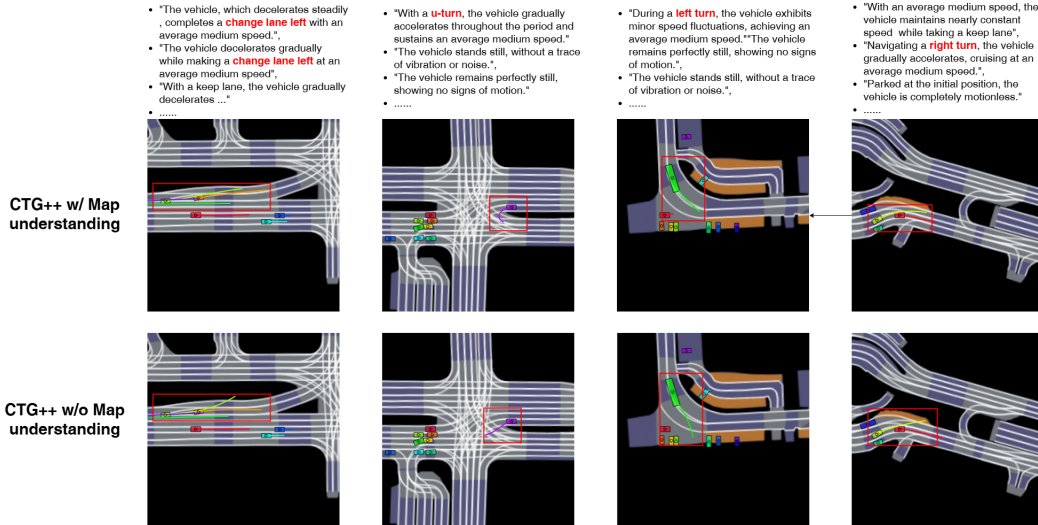 • "The vehicle, which decelerates steadily
, completes a change lane left with an
average medium speed.",
• "The vehicle decelerates gradually
while making a change lane left at an
average medium speed",
• "With a keep lane, the vehicle gradually
decelerates ..."
• ......
• "With a u-turn, the vehicle gradually
accelerates throughout the period and
sustains an average medium speed."
• "The vehicle stands still, without a trace
of vibration or noise.",
• "The vehicle remains perfectly still,
showing no signs of motion."
• ......
• "During a left turn, the vehicle exhibits
minor speed fluctuations, achieving an
average medium speed.""The vehicle
remains perfectly still, showing no signs
of motion.",
• "The vehicle stands still, without a trace
of vibration or noise.",
• ......
• "With an average medium speed, the
vehicle maintains nearly constant
speed while taking a keep lane",
• "Navigating a right turn, the vehicle
gradually accelerates, cruising at an
average medium speed.",
• "Parked at the initial position, the
vehicle is completely motionless."
• ......
CTG++ w/ Map
understanding
CTG++ w/o Map
understanding